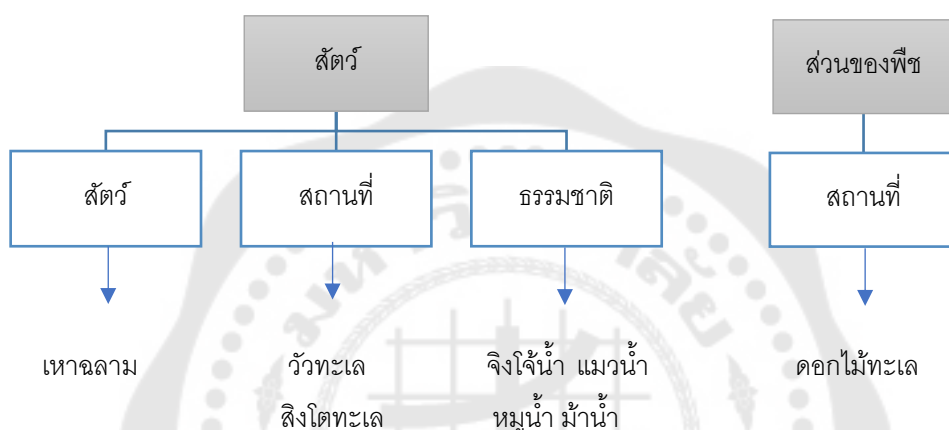 สัตว์ ส่วนของพืช
สัตว์ สถานที่ ธรรมชาติ สถานที่
เหาฉลาม วัวทะเล จิงโจ้น้ำ แมวน้ำ ดอกไม้ทะเล
สิงโตทะเล หมูน้ำ ม้าน้ำ